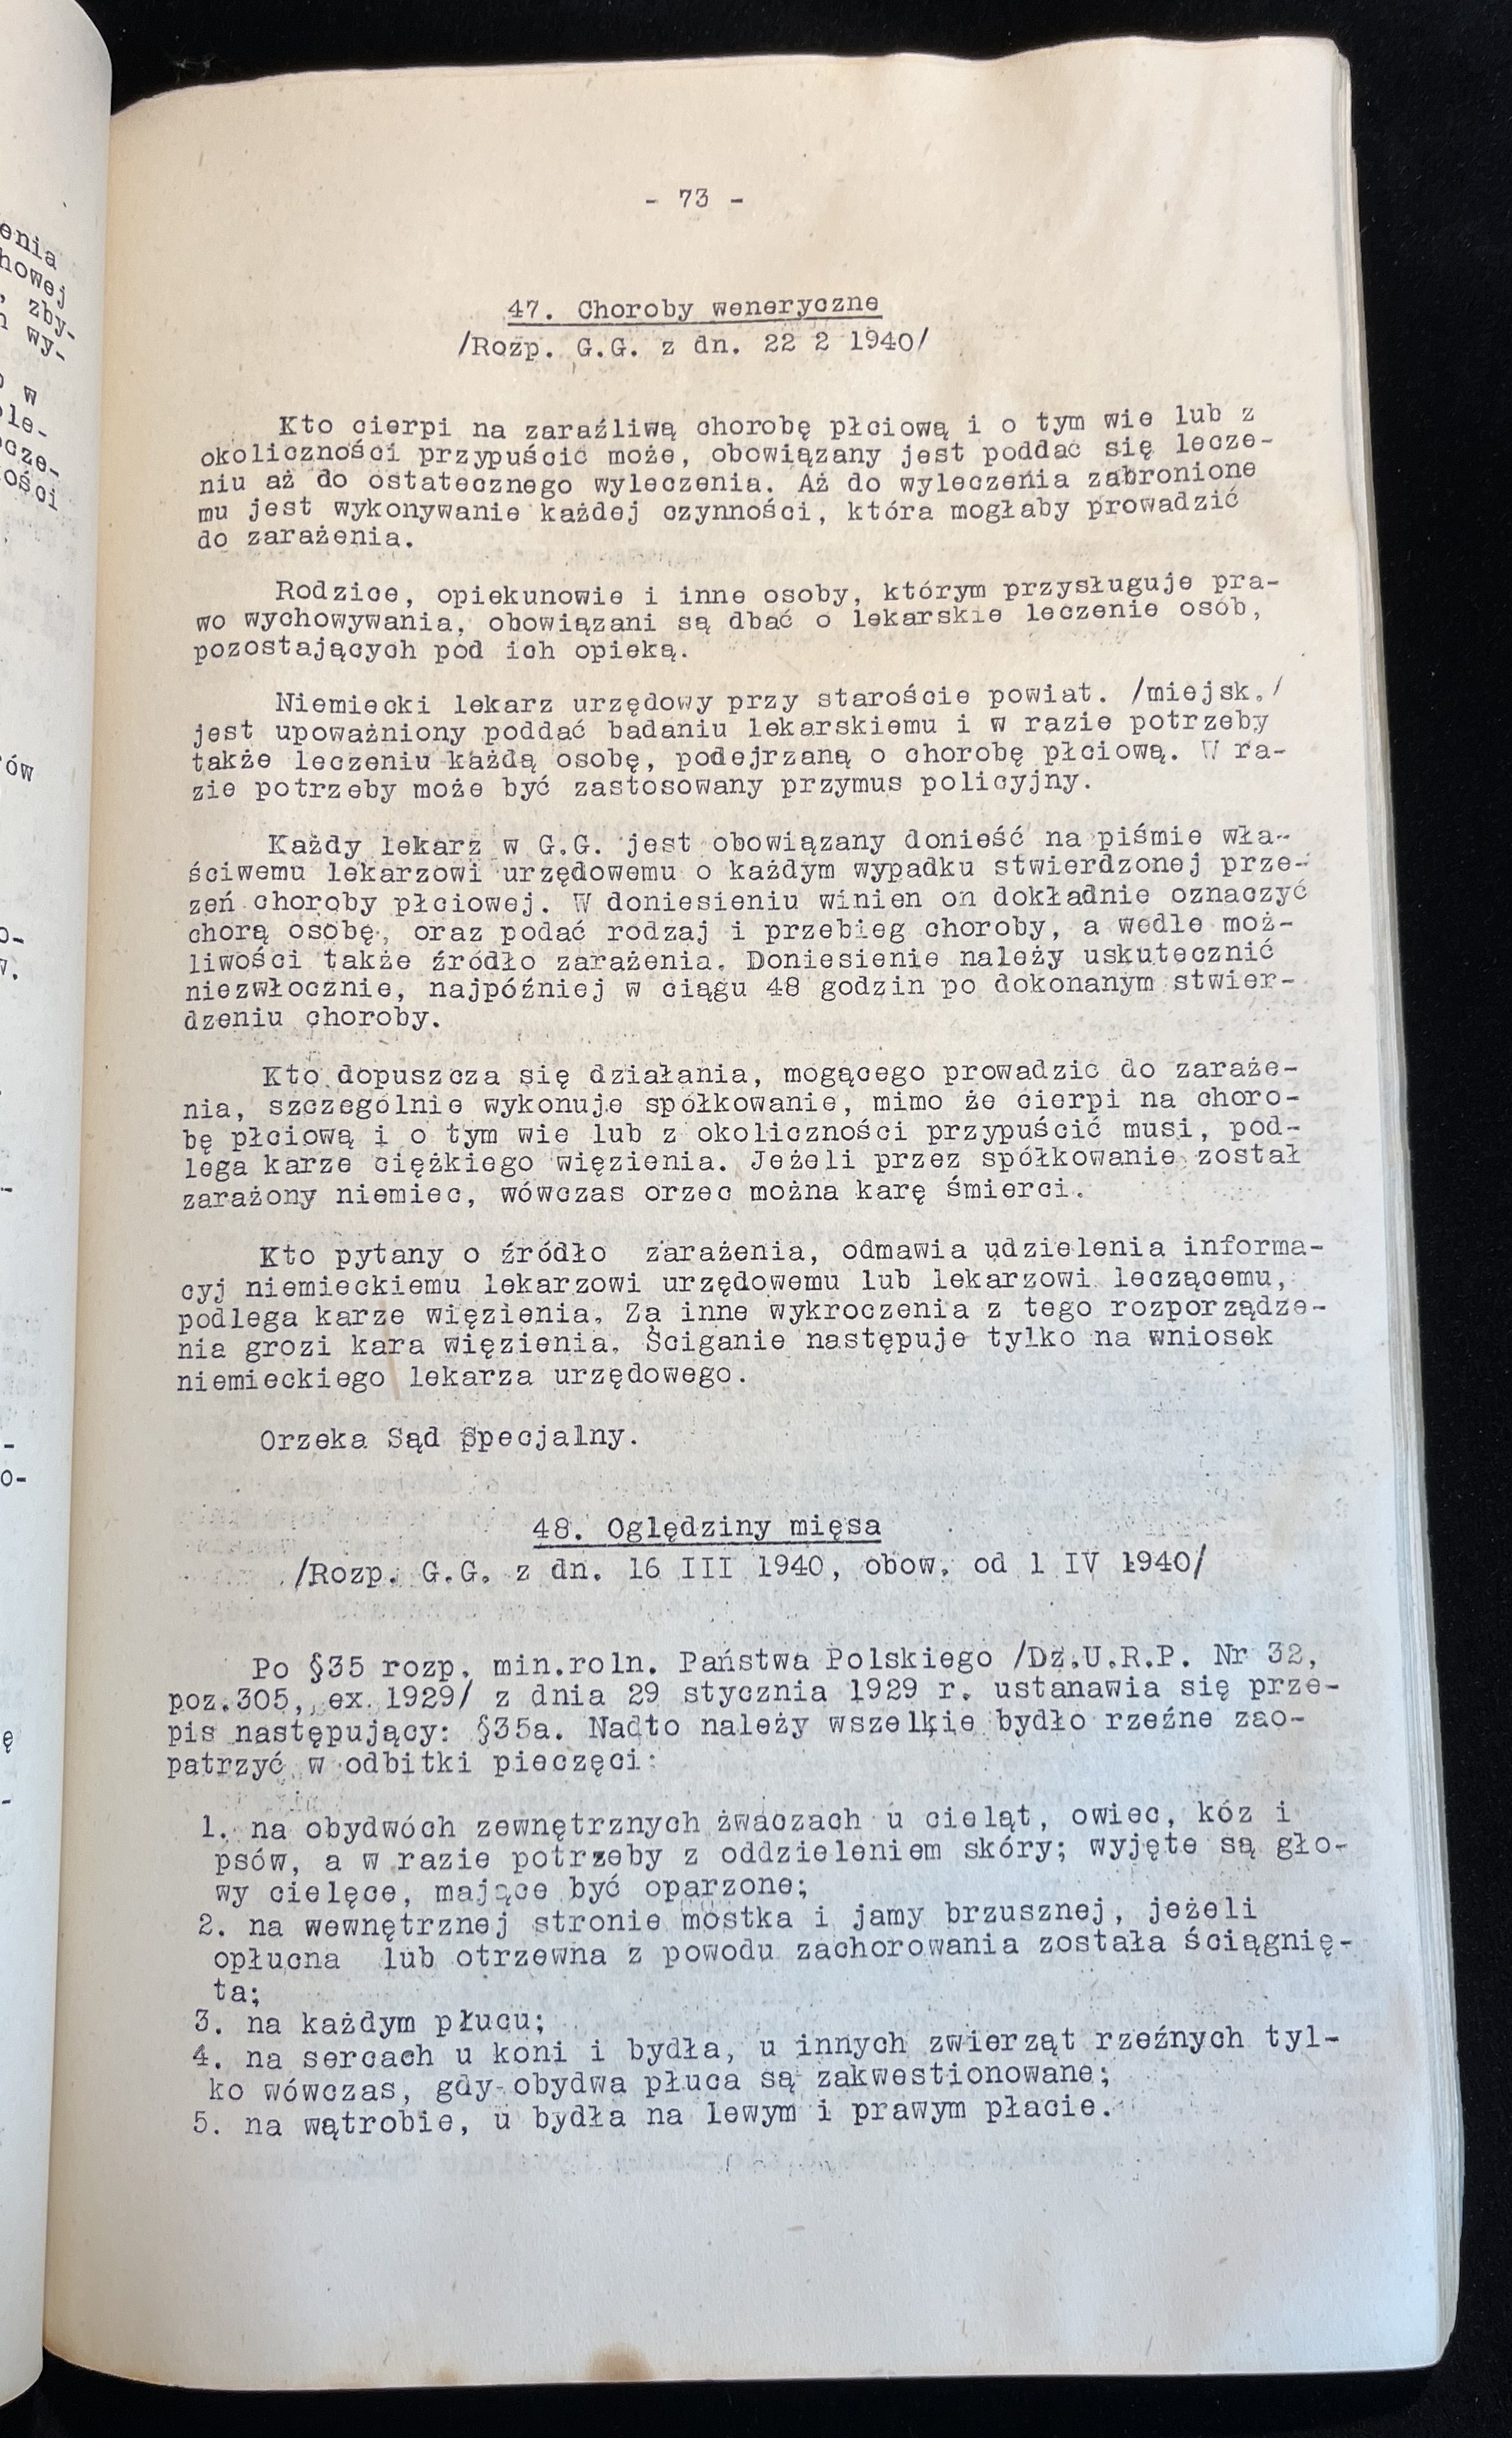 - 73 -
47. Choroby weneryczne
/Rozp. G.G. z dn. 22 2 1940/
Kto cierpi na zaraźliwą chorobę płciową i o tym wie lub z
okoliczności przypuścić może, obowiązany jest poddać się lecze-
niu aż do ostatecznego wyleczenia. Aż do wyleczenia zabronione
mu jest wykonywanie każdej czynności, która mogłaby prowadzić
do zarażenia.
Rodzice, opiekunowie i inne osoby, którym przysługuje pra-
wo wychowywania, obowiązani są dbać o lekarskie leczenie osób,
pozostających pod ich opieką.
Niemiecki lekarz urzędowy przy staroście powiat. /miejsk./
jest upoważniony poddać badaniu lekarskiemu i w razie potrzeby
także leczeniu każdą osobę, podejrzaną o chorobę płciową. W ra-
zie potrzeby może być zastosowany przymus policyjny.
Każdy lekarz w G.G. jest obowiązany donieść na piśmie wła-
ściwemu lekarzowi urzędowemu o każdym wypadku stwierdzonej prze-
zeń choroby płciowej. W doniesieniu winien on dokładnie oznaczyć
chorą osobę, oraz podać rodzaj i przebieg choroby, a wedle moż-
liwości także źródło zarażenia. Doniesienie należy uskutecznić
niezwłocznie, najpóźniej w ciągu 48 godzin po dokonanym stwier-
dzeniu choroby.
Kto dopuszcza się działania, mogącego prowadzić do zaraże-
nia, szczególnie wykonuje spółkowanie, mimo że cierpi na choro-
bę płciową i o tym wie lub z okoliczności przypuścić musi, pod-
lega karze ciężkiego więzienia. Jeżeli przez spółkowanie został
zarażony niemiec, wówczas orzec można karę śmierci.
Kto pytany o źródło zarażenia, odmawia udzielenia informa-
cyj niemieckiemu lekarzowi urzędowemu lub lekarzowi leczącemu,
podlega karze więzienia. Za inne wykroczenia z tego rozporządze-
nia grozi kara więzienia. Ściganie następuje tylko na wniosek
niemieckiego lekarza urzędowego.
Orzeka Sąd Specjalny.
48. Oględziny mięsa
/Rozp. G.G. z dn. 16 III 1940, obow. od 1 IV 1940/
Po §35 rozp. min.roln. Państwa Polskiego /Dz.U.R.P. Nr 32,
poz.305, ex. 1929/ z dnia 29 stycznia 1929 r. ustanawia się prze-
pis następujący: §35a. Nadto należy wszelkie bydło rzeźne zao-
patrzyć w odbitki pieczęci:
1. na obydwóch zewnętrznych żwaczach u cieląt, owiec, kóz i
psów, a w razie potrzeby z oddzieleniem skóry; wyjęte są gło-
wy cielęce, mające być oparzone;
2. na wewnętrznej stronie mostka i jamy brzusznej, jeżeli
opłucna lub otrzewna z powodu zachorowania została ściągnię-
ta;
3. na każdym płucu;
4. na sercach u koni i bydła, u innych zwierząt rzeźnych tyl-
ko wówczas, gdy obydwa płuca są zakwestionowane;
5. na wątrobie, u bydła na lewym i prawym płacie.